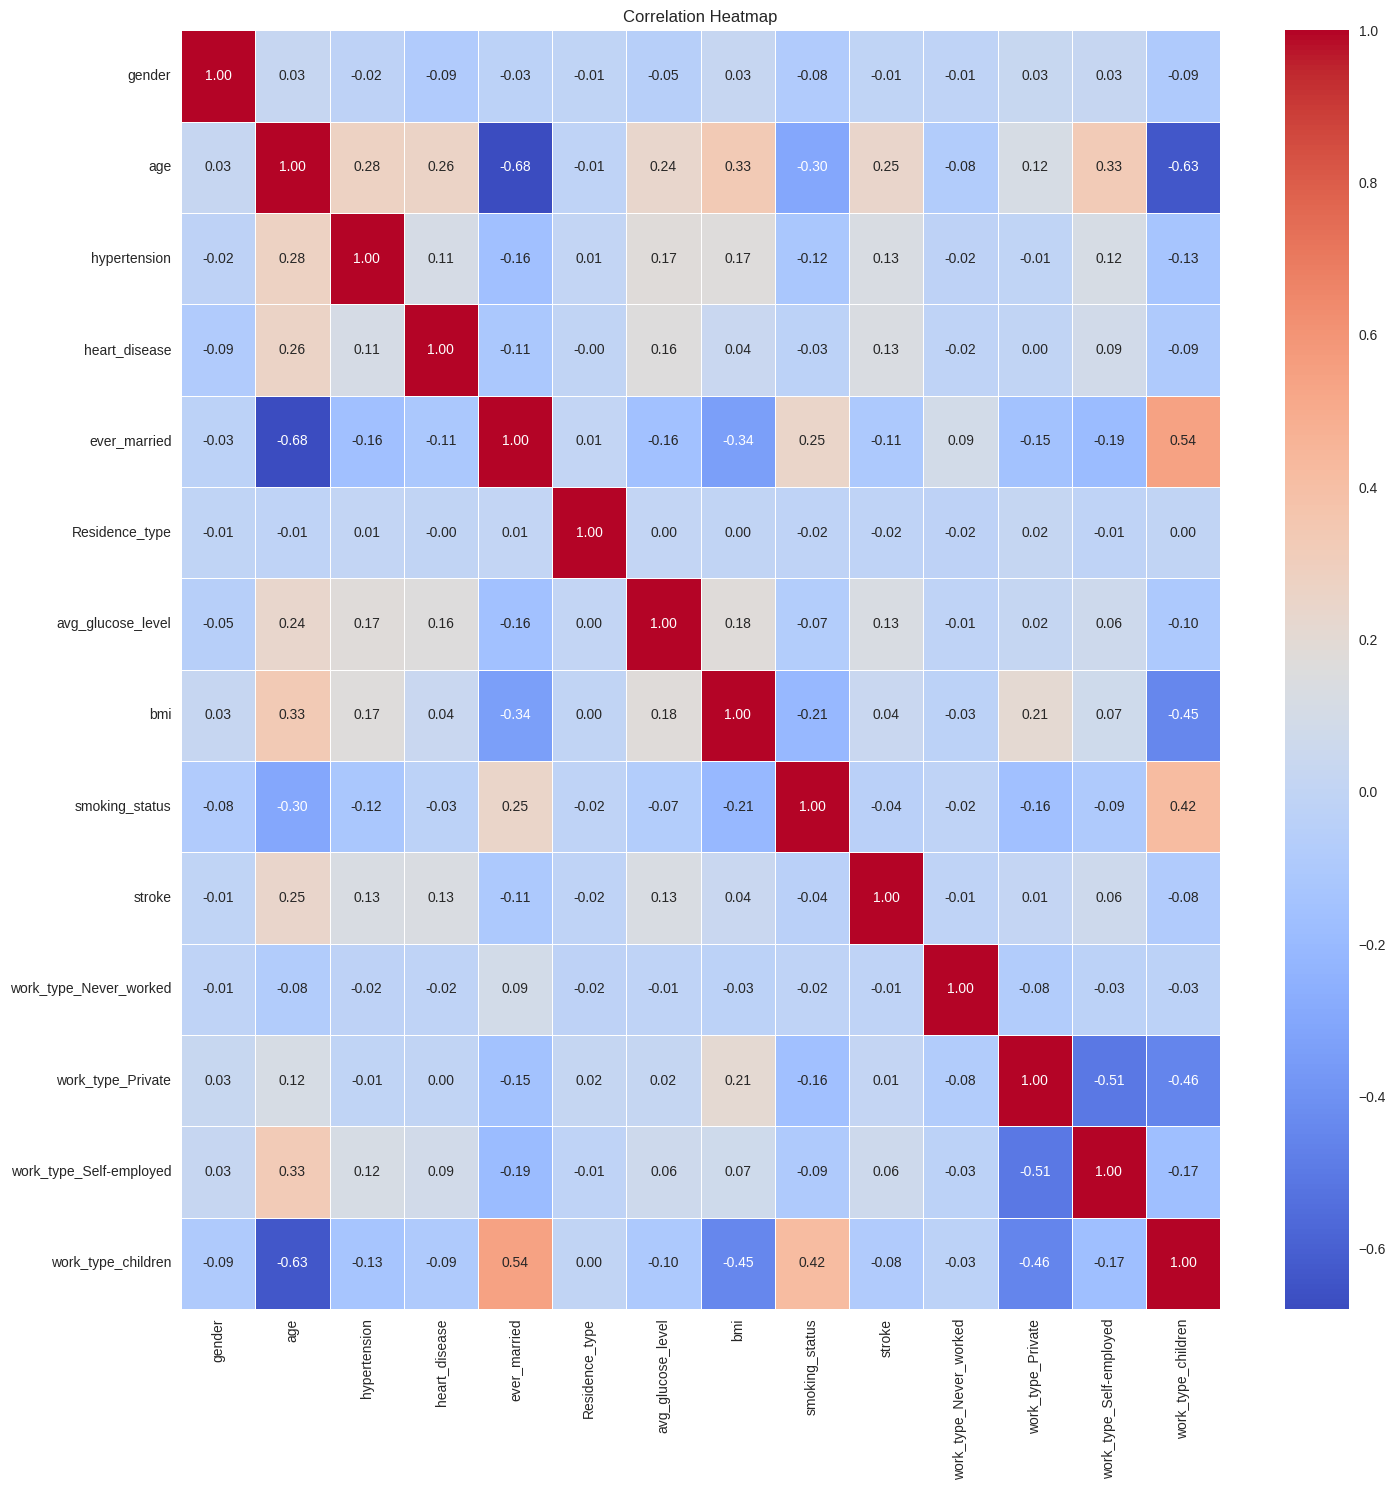 Correlation Heatmap
gender 1.00 0.03 -0.02 -0.09 -0.03 -0.01 -0.05 0.03 -0.08 -0.01 -0.01 0.03 0.03 -0.09
age 0.03 1.00 0.28 0.26 -0.68 -0.01 0.24 0.33 -0.30 0.25 -0.08 0.12 0.33 -0.63
hypertension -0.02 0.28 1.00 0.11 -0.16 0.01 0.17 0.17 -0.12 0.13 -0.02 -0.01 0.12 -0.13
heart_disease -0.09 0.26 0.11 1.00 -0.11 -0.00 0.16 0.04 -0.03 0.13 -0.02 0.00 0.09 -0.09
ever_married -0.03 -0.68 -0.16 -0.11 1.00 0.01 -0.16 -0.34 0.25 -0.11 0.09 -0.15 -0.19 0.54
Residence_type -0.01 -0.01 0.01 -0.00 0.01 1.00 0.00 0.00 -0.02 -0.02 -0.02 0.02 -0.01 0.00
avg_glucose_level -0.05 0.24 0.17 0.16 -0.16 0.00 1.00 0.18 -0.07 0.13 -0.01 0.02 0.06 -0.10
bmi 0.03 0.33 0.17 0.04 -0.34 0.00 0.18 1.00 -0.21 0.04 -0.03 0.21 0.07 -0.45
smoking_status -0.08 -0.30 -0.12 -0.03 0.25 -0.02 -0.07 -0.21 1.00 -0.04 -0.02 -0.16 -0.09 0.42
stroke -0.01 0.25 0.13 0.13 -0.11 -0.02 0.13 0.04 -0.04 1.00 -0.01 0.01 0.06 -0.08
work_type_Never_worked -0.01 -0.08 -0.02 -0.02 0.09 -0.02 -0.01 -0.03 -0.02 -0.01 1.00 -0.08 -0.03 -0.03
work_type_Private 0.03 0.12 -0.01 0.00 -0.15 0.02 0.02 0.21 -0.16 0.01 -0.08 1.00 -0.51 -0.46
work_type_Self-employed 0.03 0.33 0.12 0.09 -0.19 -0.01 0.06 0.07 -0.09 0.06 -0.03 -0.51 1.00 -0.17
work_type_children -0.09 -0.63 -0.13 -0.09 0.54 0.00 -0.10 -0.45 0.42 -0.08 -0.03 -0.46 -0.17 1.00
gender
age
hypertension
heart_disease
ever_married
Residence_type
avg_glucose_level
bmi
smoking_status
stroke
work_type_Never_worked
work_type_Private
work_type_Self-employed
work_type_children
1.0
0.8
0.6
0.4
0.2
0.0
−0.2
−0.4
−0.6